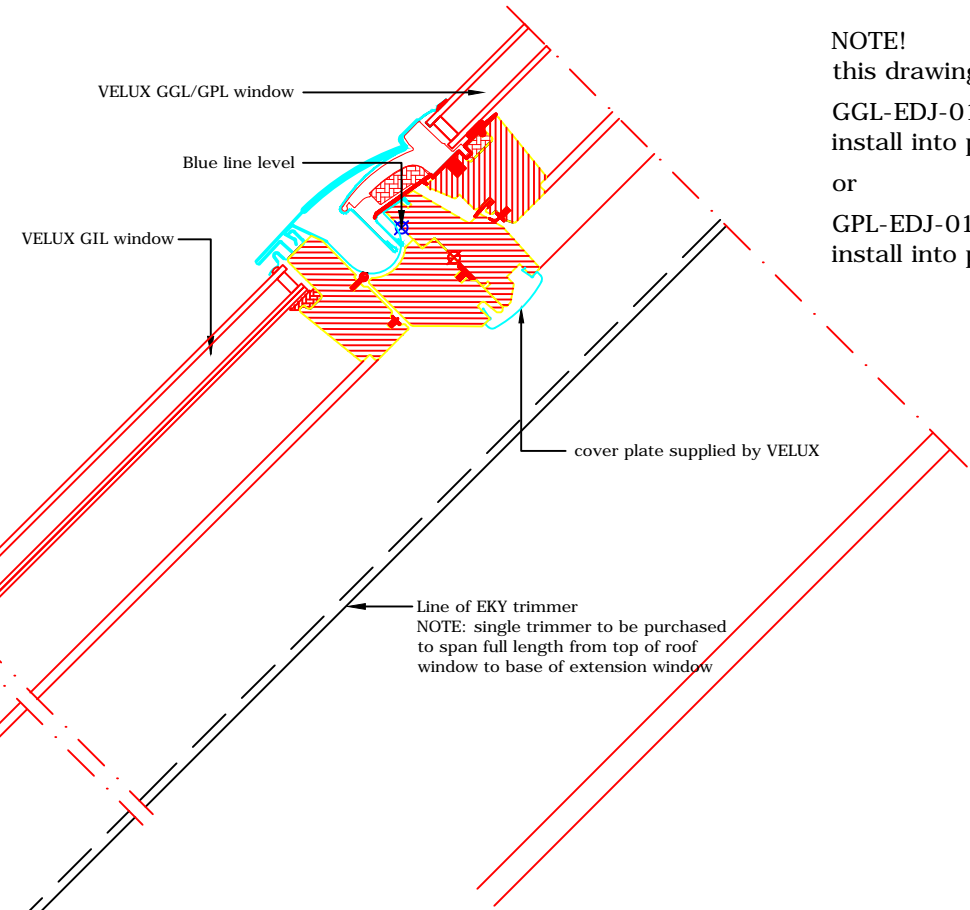 NOTE!
this drawing
GGL-EDJ-01
install into p
or
GPL-EDJ-01
install into p
VELUX GGL/GPL window
Blue line level
VELUX GIL window
cover plate supplied by VELUX
Line of EKY trimmer
NOTE: single trimmer to be purchased
to span full length from top of roof
window to base of extension window